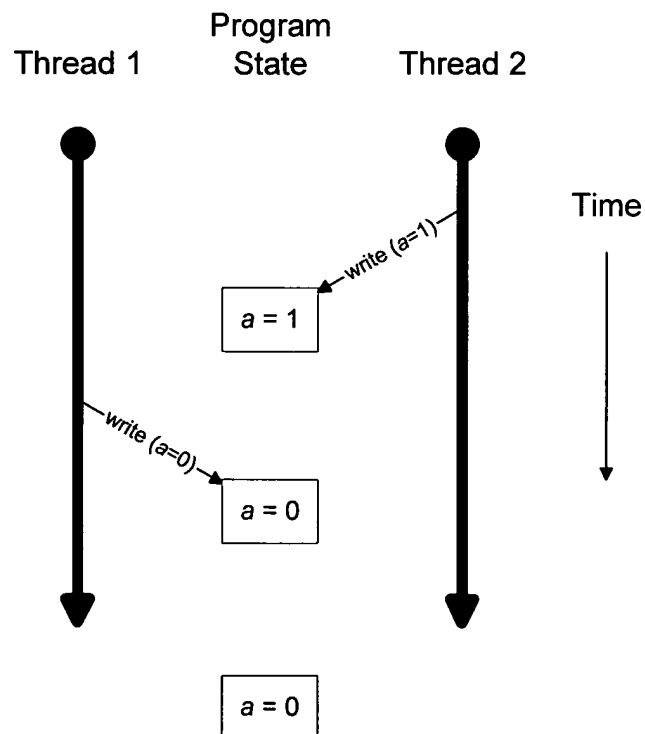 Program
State
Thread 1
Thread 2
Time
write (a=1)
a = 1
write (a=0)
a = 0
a = 0